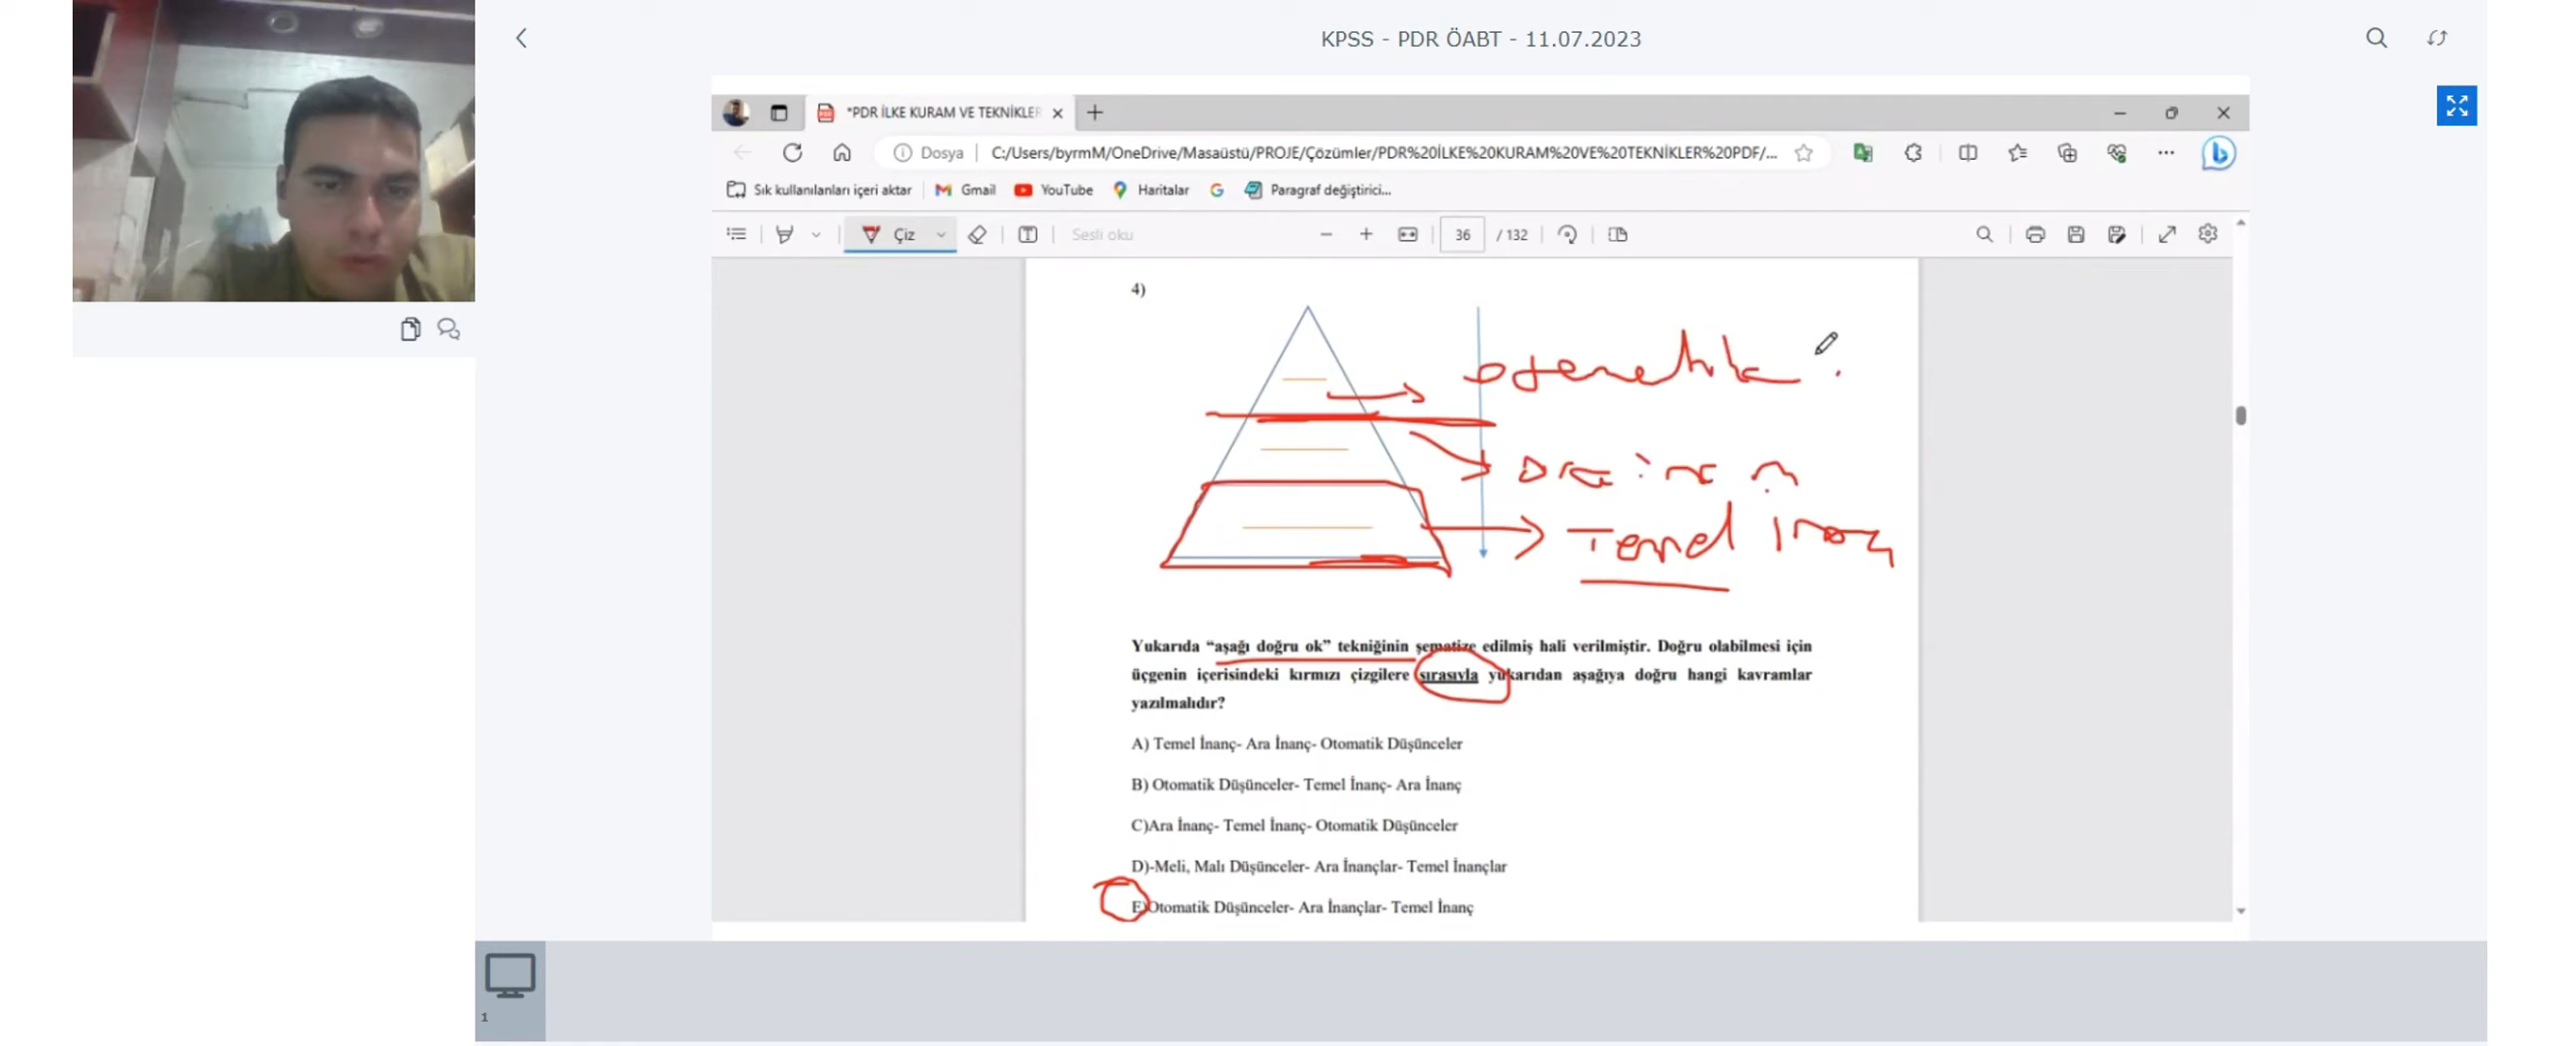 KPSS - PDR ÖABT - 11.07.2023
*PDR İLKE KURAM VE TEKNİKLER
Dosya
C:/Users/byrmM/OneDrive/Masaüstü/PROJE/Çözümler/PDR%20İLKE%20KURAM%20VE%20TEKNİKLER%20PDF/...
Sık kullanılanları içeri aktar
Gmail
YouTube
Haritalar
Paragraf değiştirici...
Çiz
Sesli oku
36 / 132
4)
Temel İnanç
Yukarıda “aşağı doğru ok” tekniğinin şematize edilmiş hali verilmiştir. Doğru olabilmesi için
üçgenin içerisindeki kırmızı çizgilere sırasıyla yukarıdan aşağıya doğru hangi kavramlar
yazılmalıdır?
A) Temel İnanç- Ara İnanç- Otomatik Düşünceler
B) Otomatik Düşünceler- Temel İnanç- Ara İnanç
C)Ara İnanç- Temel İnanç- Otomatik Düşünceler
D)-Meli, Malı Düşünceler- Ara İnançlar- Temel İnançlar
E)Otomatik Düşünceler- Ara İnançlar- Temel İnanç
1